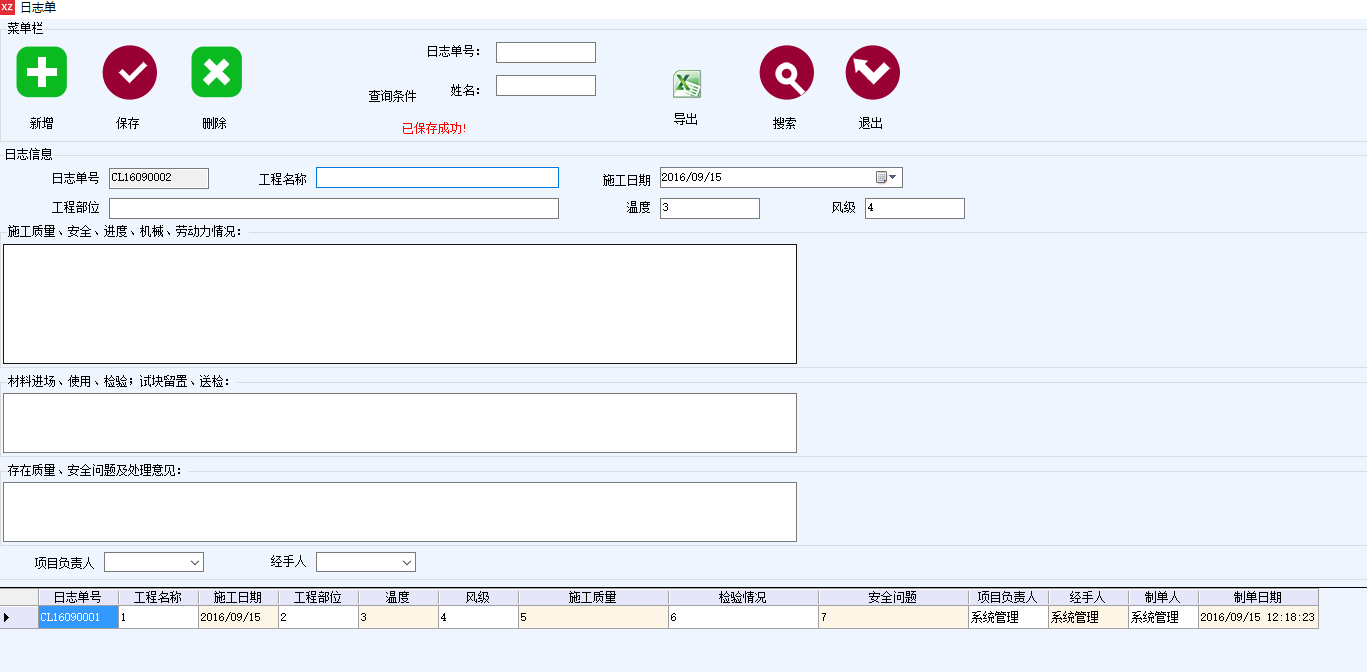 XZ 日志单
菜单栏
新增
保存
删除
查询条件
日志单号:
姓名:
已保存成功!
导出
搜索
退出
日志信息
日志单号 CL16090002 工程名称 施工日期 2016/09/15
工程部位 温度 3 风级 4
施工质量、安全、进度、机械、劳动力情况:
材料进场、使用、检验;试块留置、送检:
存在质量、安全问题及处理意见:
项目负责人 经手人
日志单号 工程名称 施工日期 工程部位 温度 风级 施工质量 检验情况 安全问题 项目负责人 经手人 制单人 制单日期
CL16090001 1 2016/09/15 2 3 4 5 6 7 系统管理 系统管理 系统管理 2016/09/15 12:18:23